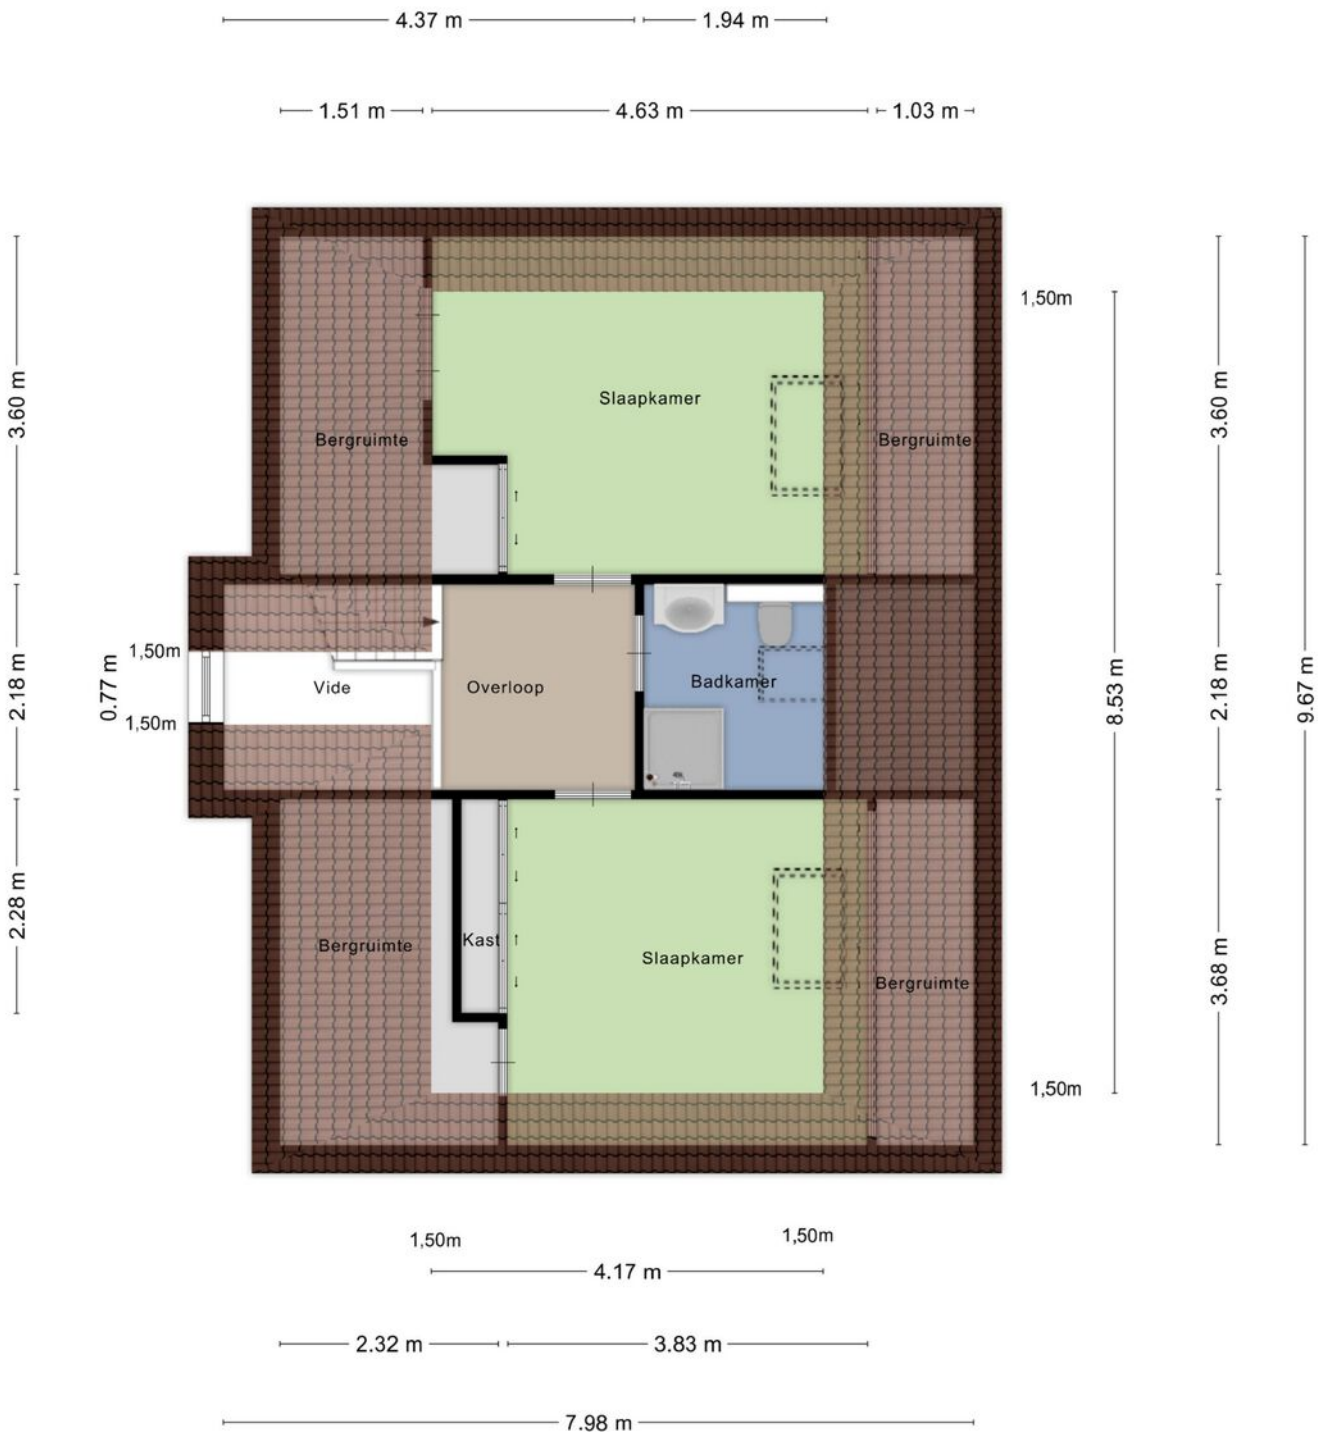 4.37 m
1.94 m
1.51 m
4.63 m
1.03 m
1,50m
3.60 m
3.60 m
Slaapkamer
Bergruimte
Bergruimte
1,50m
0.77 m
2.18 m
1,50m
Vide
Overloop
Badkamer
8.53 m
2.18 m
9.67 m
2.28 m
Bergruimte
Kast
Slaapkamer
Bergruimte
3.68 m
1,50m
1,50m
1,50m
4.17 m
2.32 m
3.83 m
7.98 m